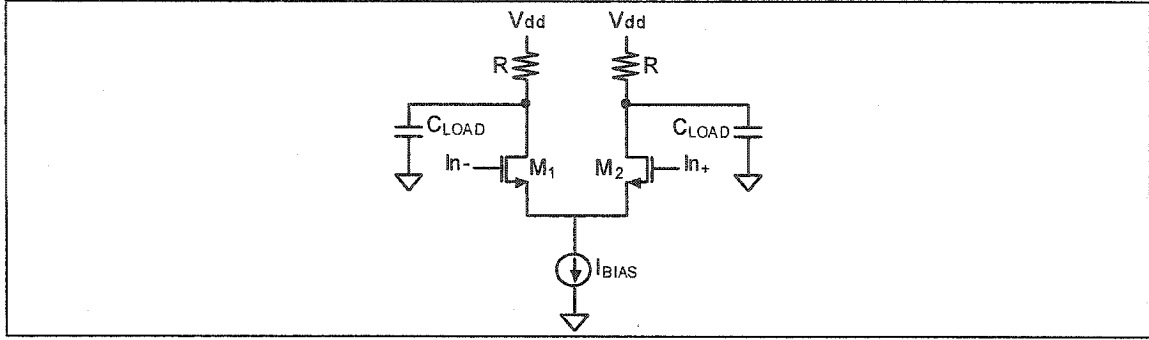 Vdd Vdd
R R
CLOAD CLOAD
In- M1 M2 In+
IBIAS